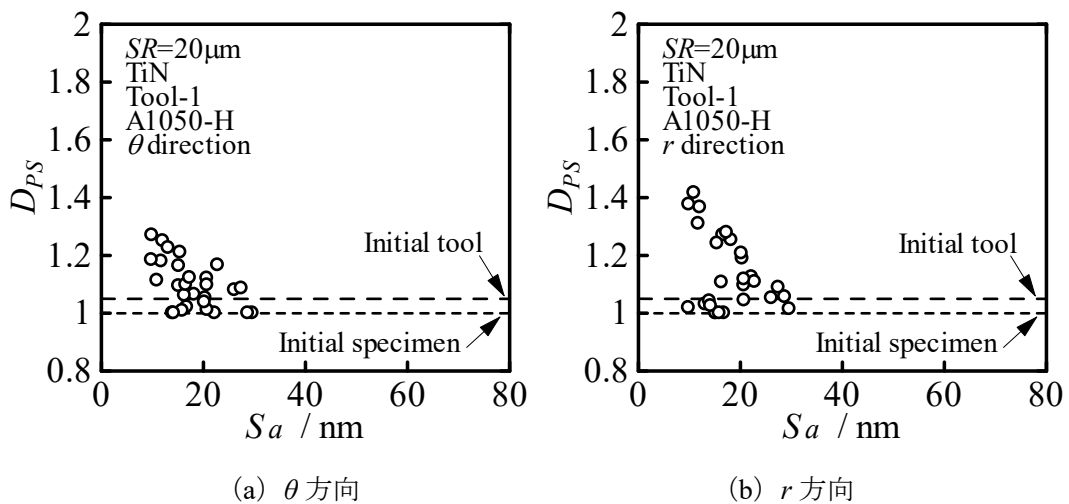 2
1.8
1.6
1.4
1.2
1
0.8
D_PS
SR=20μm
TiN
Tool-1
A1050-H
θ direction
Initial tool
Initial specimen
0 20 40 60 80
Sa / nm
(a) θ 方向
2
1.8
1.6
1.4
1.2
1
0.8
D_PS
SR=20μm
TiN
Tool-1
A1050-H
r direction
Initial tool
Initial specimen
0 20 40 60 80
Sa / nm
(b) r 方向